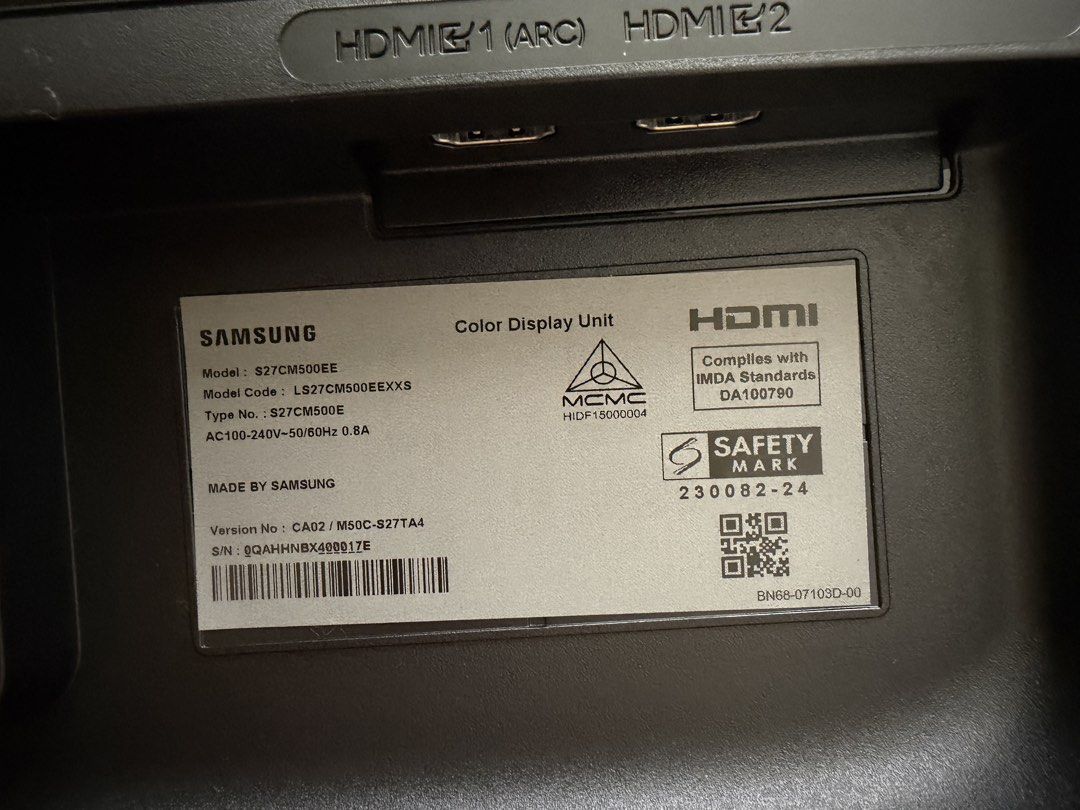 HDMI 1 (ARC) HDMI 2
SAMSUNG
Color Display Unit
HDMI
Model : S27CM500EE
Model Code : LS27CM500EEXXS
Type No. : S27CM500E
AC100-240V~50/60Hz 0.8A
MCMC
HIDF15000004
Complies with
IMDA Standards
DA100790
SAFETY
MARK
230082-24
MADE BY SAMSUNG
Version No : CA02 / M50C-S27TA4
S/N : 0QAHHNBX400017E
BN68-07103D-00